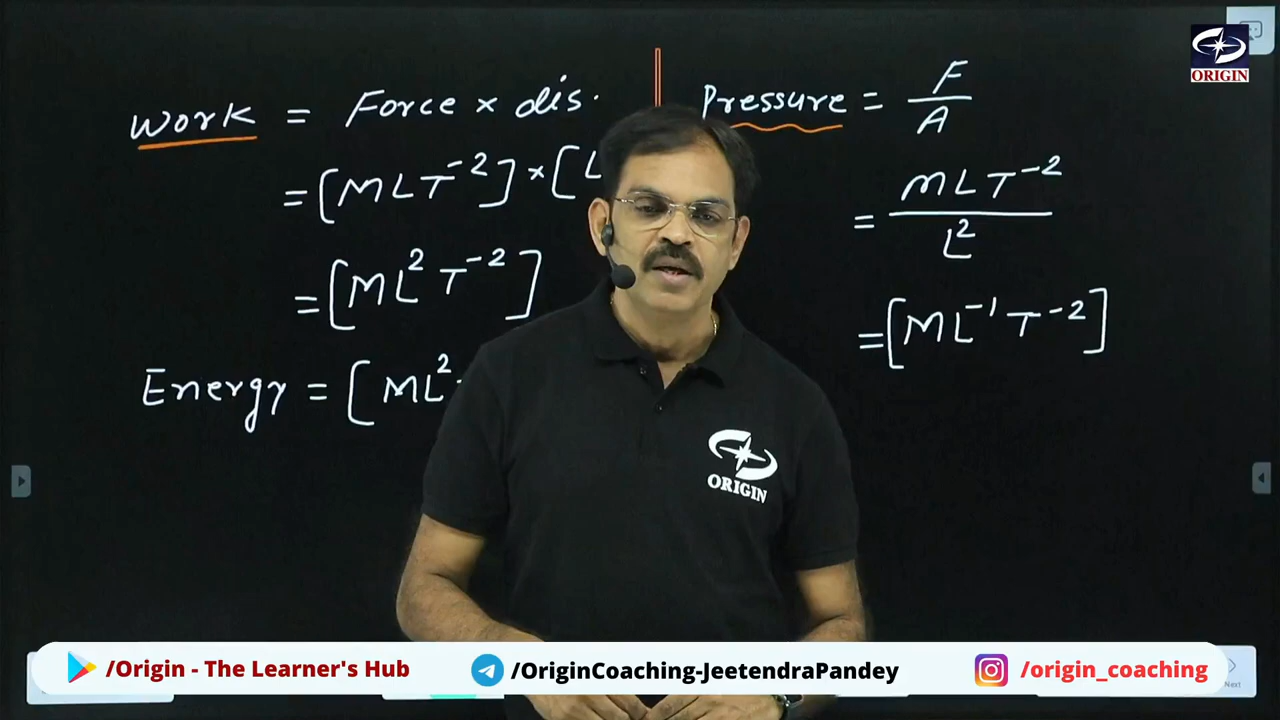 ORIGIN
Work = Force × dis.
= [MLT⁻²] × [L
= [ML²T⁻²]
Energy = [ML²
Pressure = F/A
= MLT⁻²/L²
= [ML⁻¹T⁻²]
ORIGIN
/Origin - The Learner's Hub
/OriginCoaching-JeetendraPandey
/origin_coaching
Next